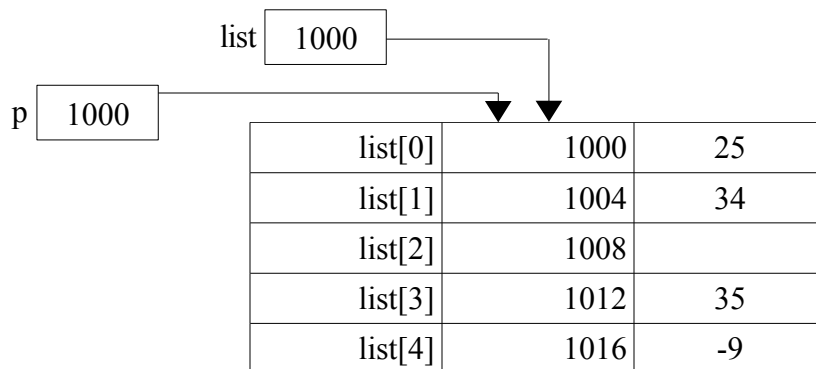 list 1000
p 1000
list[0] 1000 25
list[1] 1004 34
list[2] 1008
list[3] 1012 35
list[4] 1016 -9